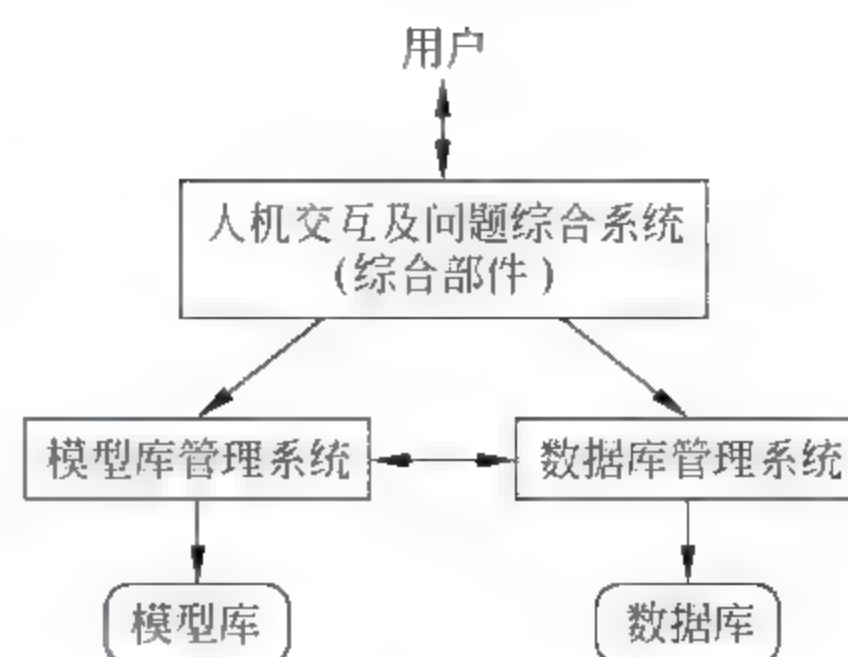 用户
人机交互及问题综合系统
(综合部件)
模型库管理系统
数据库管理系统
模型库
数据库